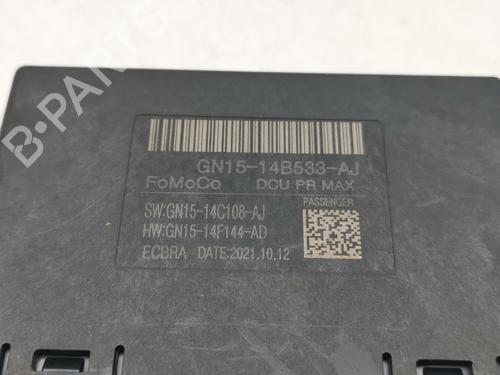 GN15-14B533-AJ
FoMoCo DCU PR MAX
SW:GN15-14C108-AJ
PASSENGER
HW:GN15-14F144-AD
ECBRA DATE:2021.10.12
B-PARTS